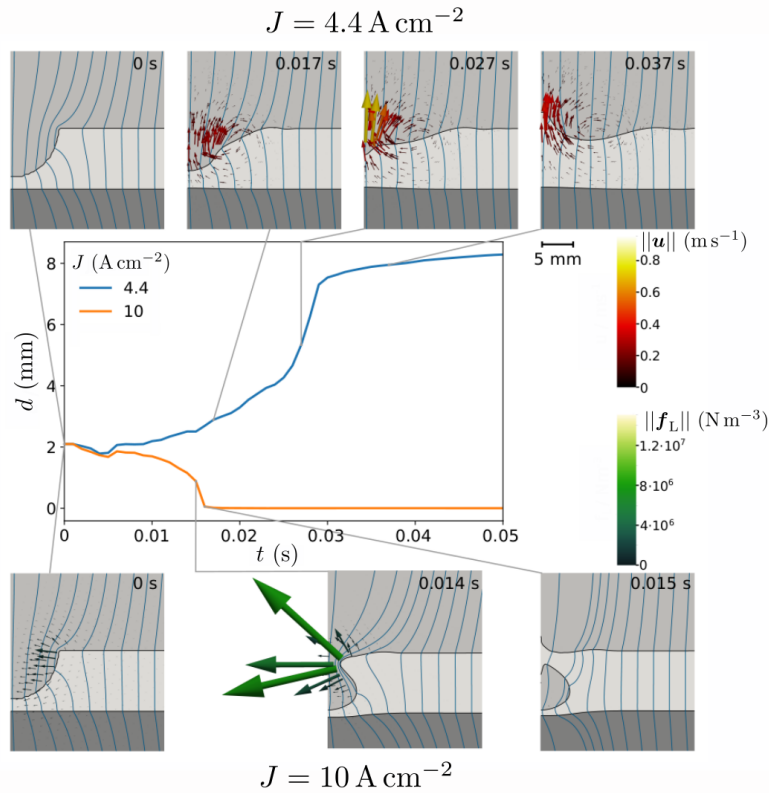 J = 4.4 A cm⁻²
0 s
0.017 s
0.027 s
0.037 s
J (A cm⁻²)
4.4
10
d (mm)
8
6
4
2
0
0 0.01 0.02 0.03 0.04 0.05
t (s)
5 mm
||u|| (m s⁻¹)
0.8
0.6
0.4
0.2
0
||f_L|| (N m⁻³)
1.2·10⁷
8·10⁶
4·10⁶
0
0 s
0.014 s
0.015 s
J = 10 A cm⁻²